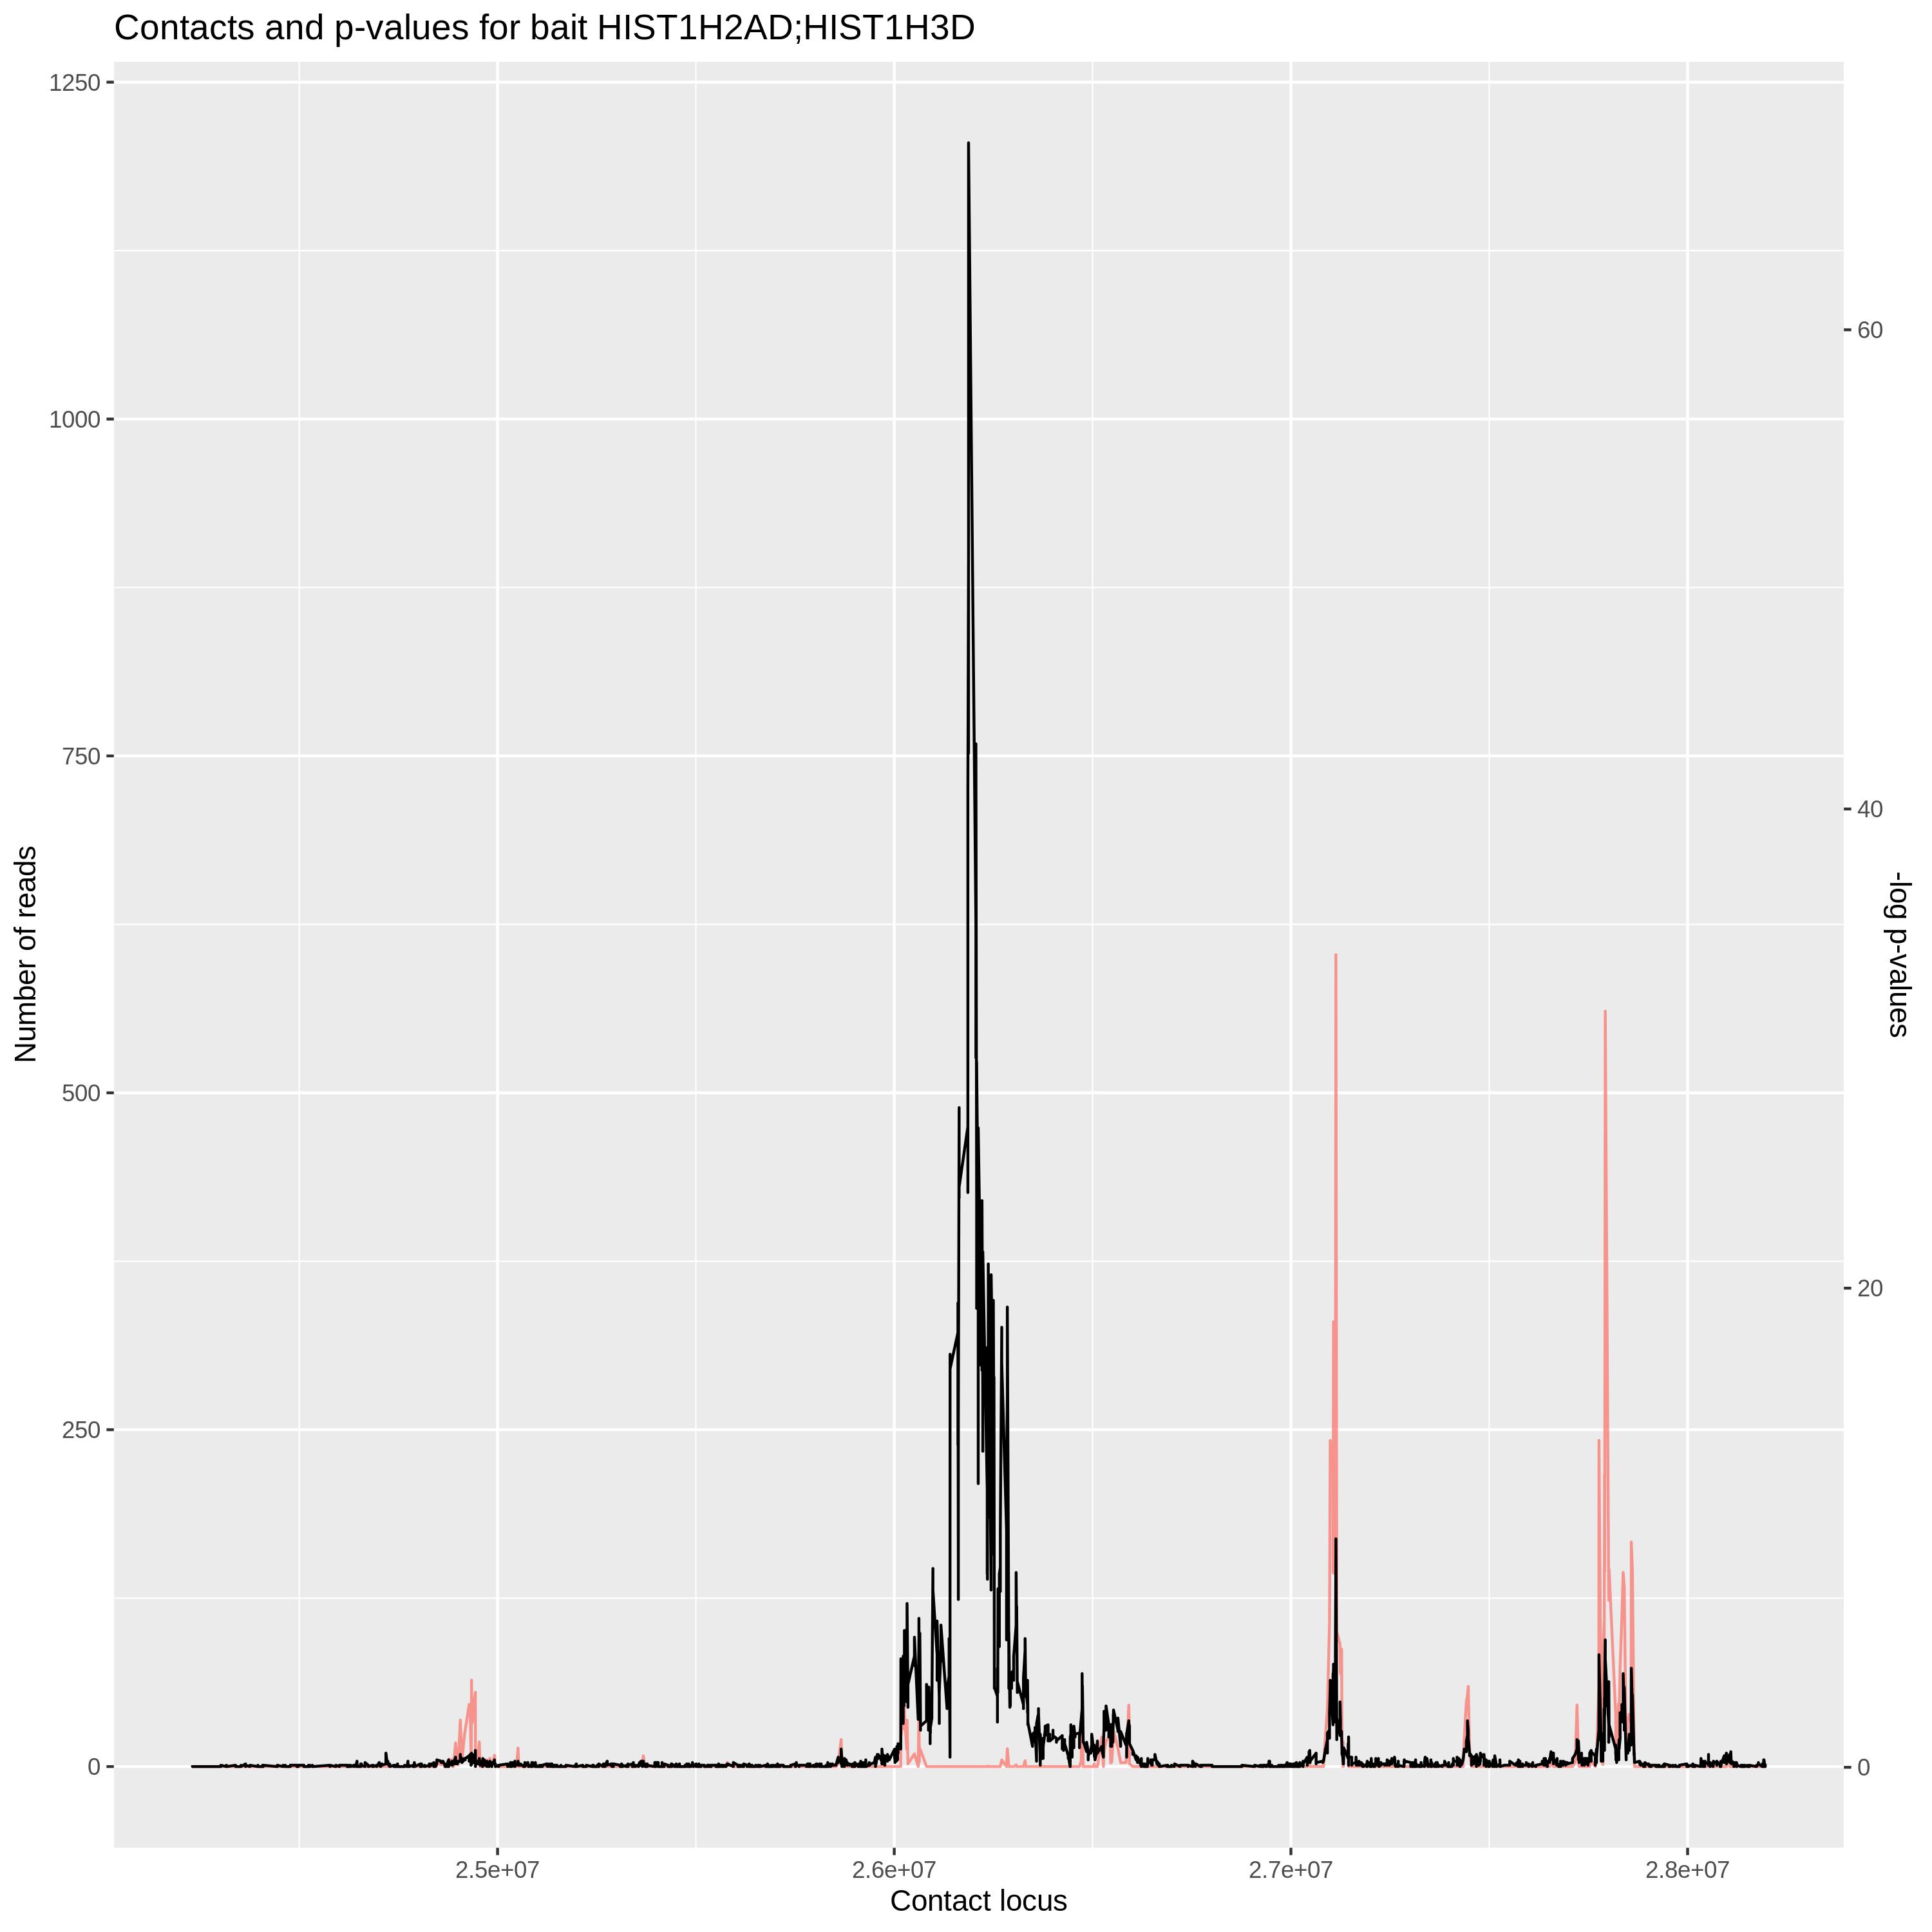 Contacts and p-values for bait HIST1H2AD;HIST1H3D
1250
1000
750
500
250
0
Number of reads
60
40
20
0
-log p-values
2.5e+07
2.6e+07
2.7e+07
2.8e+07
Contact locus